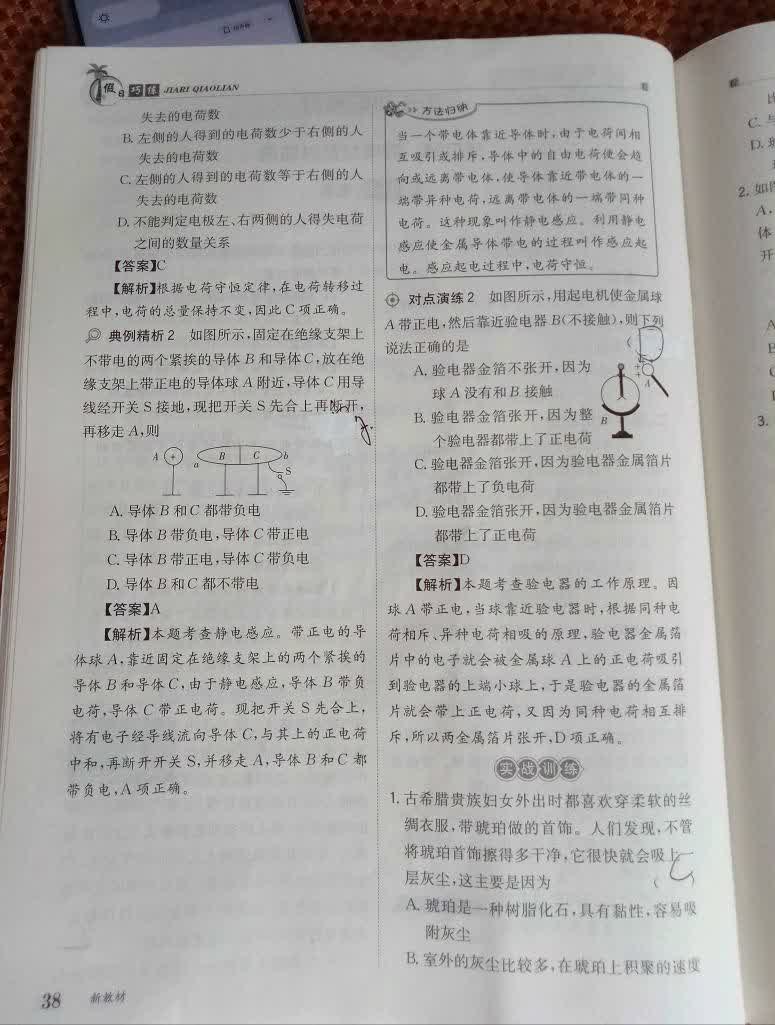 假日巧练 JIARI QIAOLIAN
失去的电荷数
B. 左侧的人得到的电荷数少于右侧的人
失去的电荷数
C. 左侧的人得到的电荷数等于右侧的人
失去的电荷数
D. 不能判定电极左、右两侧的人得失电荷
之间的数量关系
【答案】C
【解析】根据电荷守恒定律,在电荷转移过
程中,电荷的总量保持不变,因此 C 项正确。
典例精析 2 如图所示,固定在绝缘支架上
不带电的两个紧挨的导体 B 和导体 C,放在绝
缘支架上带正电的导体球 A 附近,导体 C 用导
线经开关 S 接地,现把开关 S 先合上再断开,
再移走 A,则
A + a B C b
S
A. 导体 B 和 C 都带负电
B. 导体 B 带负电,导体 C 带正电
C. 导体 B 带正电,导体 C 带负电
D. 导体 B 和 C 都不带电
【答案】A
【解析】本题考查静电感应。带正电的导
体球 A,靠近固定在绝缘支架上的两个紧挨的
导体 B 和导体 C,由于静电感应,导体 B 带负
电荷,导体 C 带正电荷。现把开关 S 先合上,
将有电子经导线流向导体 C,与其上的正电荷
中和,再断开开关 S,并移走 A,导体 B 和 C 都
带负电,A 项正确。
38 新教材
>> 方法归纳
当一个带电体靠近导体时,由于电荷间相
互吸引或排斥,导体中的自由电荷便会趋
向或远离带电体,使导体靠近带电体的一
端带异种电荷,远离带电体的一端带同种
电荷。这种现象叫作静电感应。利用静电
感应使金属导体带电的过程叫作感应起
电。感应起电过程中,电荷守恒。
对点演练 2 如图所示,用起电机使金属球
A 带正电,然后靠近验电器 B(不接触),则下列
说法正确的是 ( )
A. 验电器金箔不张开,因为
球 A 没有和 B 接触
B. 验电器金箔张开,因为整
个验电器都带上了正电荷
A
B
C. 验电器金箔张开,因为验电器金属箔片
都带上了负电荷
D. 验电器金箔张开,因为验电器金属箔片
都带上了正电荷
【答案】D
【解析】本题考查验电器的工作原理。因
球 A 带正电,当球靠近验电器时,根据同种电
荷相斥、异种电荷相吸的原理,验电器金属箔
片中的电子就会被金属球 A 上的正电荷吸引
到验电器的上端小球上,于是验电器的金属箔
片就会带上正电荷,又因为同种电荷相互排
斥,所以两金属箔片张开,D 项正确。
实战训练
1. 古希腊贵族妇女外出时都喜欢穿柔软的丝
绸衣服,带琥珀做的首饰。人们发现,不管
将琥珀首饰擦得多干净,它很快就会吸上一
层灰尘,这主要是因为 ( )
A. 琥珀是一种树脂化石,具有黏性,容易吸
附灰尘
B. 室外的灰尘比较多,在琥珀上积聚的速度
C.
D.
2. 如
A.
体
开
3.